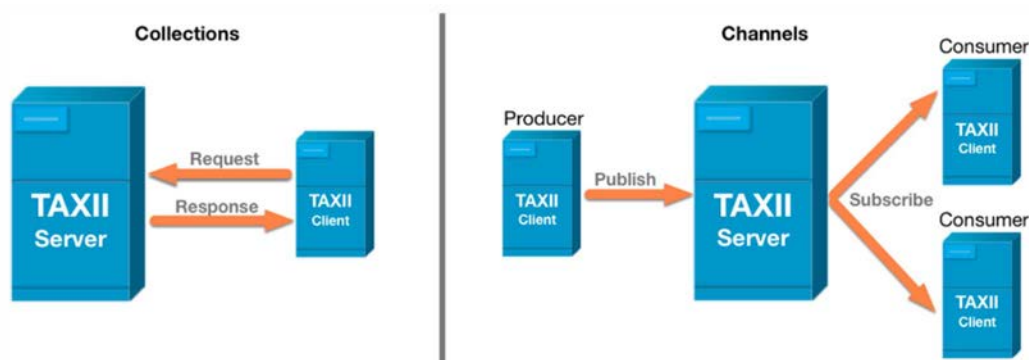 Collections
TAXII
Server
Request
Response
TAXII
Client
Channels
Producer
TAXII
Client
Publish
TAXII
Server
Subscribe
Consumer
TAXII
Client
Consumer
TAXII
Client